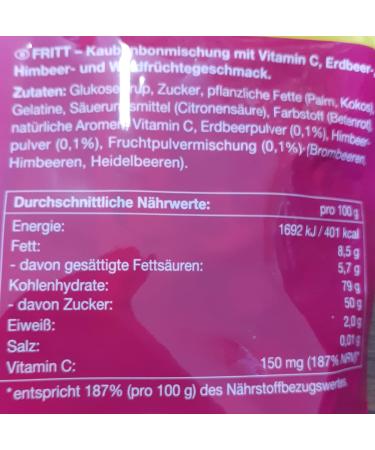 Ⓓ FRITT – Kaubonbonmischung mit Vitamin C, Erdbeer-,
Himbeer- und Waldfrüchtegeschmack.
Zutaten: Glukosesirup, Zucker, pflanzliche Fette (Palm, Kokos),
Gelatine, Säuerungsmittel (Citronensäure), Farbstoff (Betenrot),
natürliche Aromen, Vitamin C, Erdbeerpulver (0,1%), Himbeer-
pulver (0,1%), Fruchtpulvermischung (0,1%) (Brombeeren,
Himbeeren, Heidelbeeren).
Durchschnittliche Nährwerte: pro 100 g
Energie: 1692 kJ / 401 kcal
Fett: 8,5 g
- davon gesättigte Fettsäuren: 5,7 g
Kohlenhydrate: 79 g
- davon Zucker: 50 g
Eiweiß: 2,0 g
Salz: 0,01 g
Vitamin C: 150 mg (187% NRV)*
*entspricht 187% (pro 100 g) des Nährstoffbezugswertes.